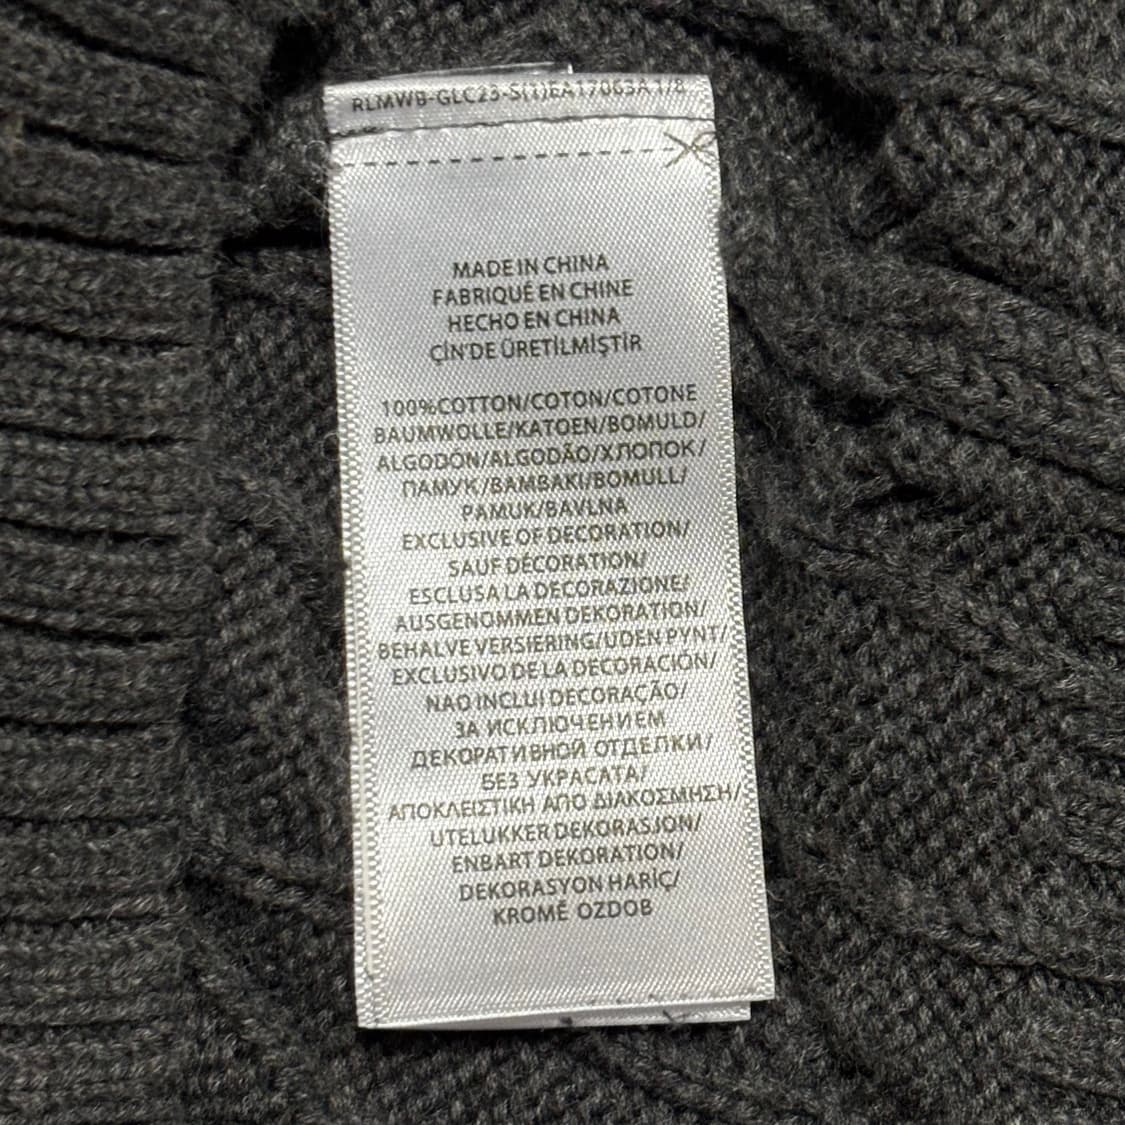 RLMWB-GLC23-S(1)EA17063A 1/8
MADE IN CHINA
FABRIQUÉ EN CHINE
HECHO EN CHINA
ÇİN'DE ÜRETİLMİŞTİR
100%COTTON/COTON/COTONE
BAUMWOLLE/KATOEN/BOMULD/
ALGODÓN/ALGODÃO/ХЛОПОК/
ПАМУК/BAMBAKI/BOMULL/
PAMUK/BAVLNA
EXCLUSIVE OF DECORATION/
SAUF DÉCORATION/
ESCLUSA LA DECORAZIONE/
AUSGENOMMEN DEKORATION/
BEHALVE VERSIERING/UDEN PYNT/
EXCLUSIVO DE LA DECORACIÓN/
NAO INCLUI DECORAÇÃO/
ЗА ИСКЛЮЧЕНИЕМ
ДЕКОРАТИВНОЙ ОТДЕЛКИ/
БЕЗ УКРАСАТА/
ΑΠΟΚΛΕΙΣΤΙΚΗ ΑΠΟ ΔΙΑΚΟΣΜΗΣΗ/
UTELUKKER DEKORASJON/
ENBART DEKORATION/
DEKORASYON HARİÇ/
KROMĚ OZDOB